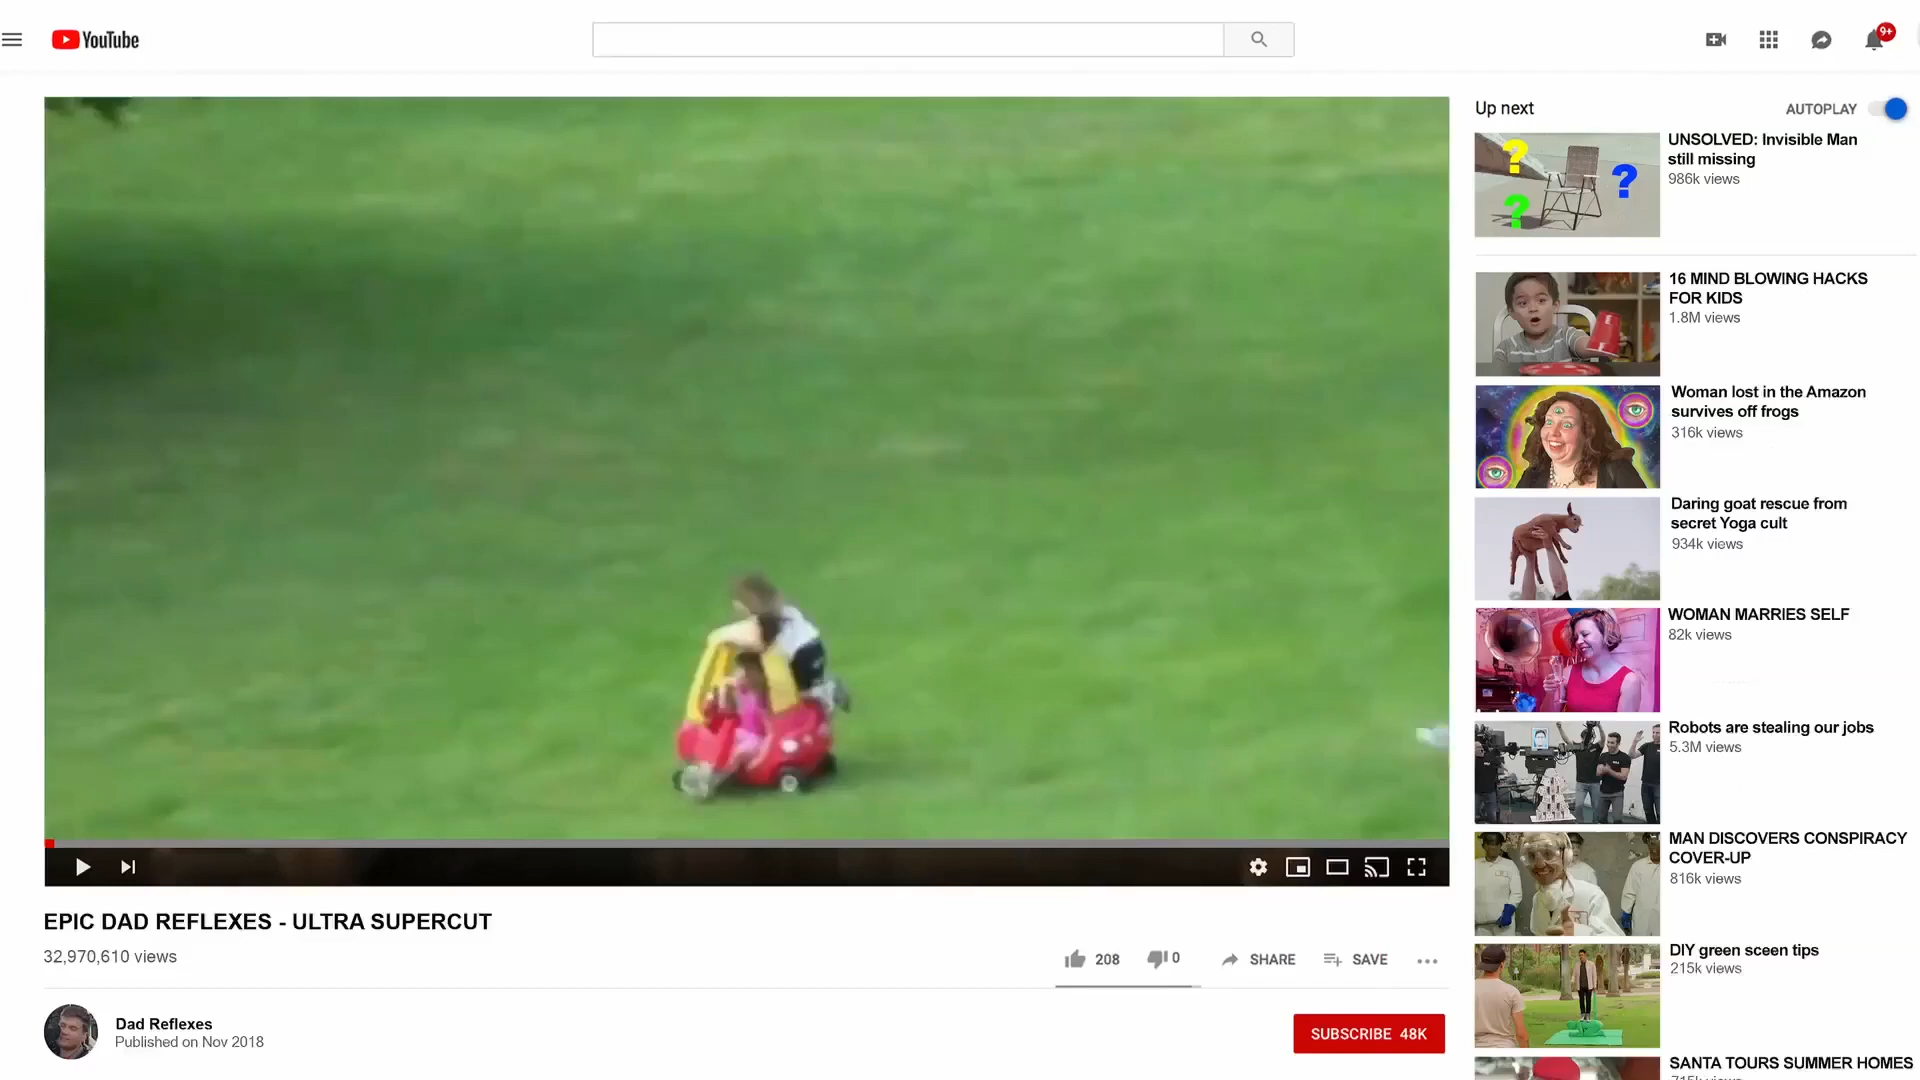 YouTube
9+
Up next
AUTOPLAY
? ? ?
UNSOLVED: Invisible Man
still missing
986k views
16 MIND BLOWING HACKS
FOR KIDS
1.8M views
Woman lost in the Amazon
survives off frogs
316k views
Daring goat rescue from
secret Yoga cult
934k views
WOMAN MARRIES SELF
82k views
Robots are stealing our jobs
5.3M views
MAN DISCOVERS CONSPIRACY
COVER-UP
816k views
DIY green sceen tips
215k views
SANTA TOURS SUMMER HOMES
EPIC DAD REFLEXES - ULTRA SUPERCUT
32,970,610 views
208
0
SHARE
SAVE
Dad Reflexes
Published on Nov 2018
SUBSCRIBE 48K